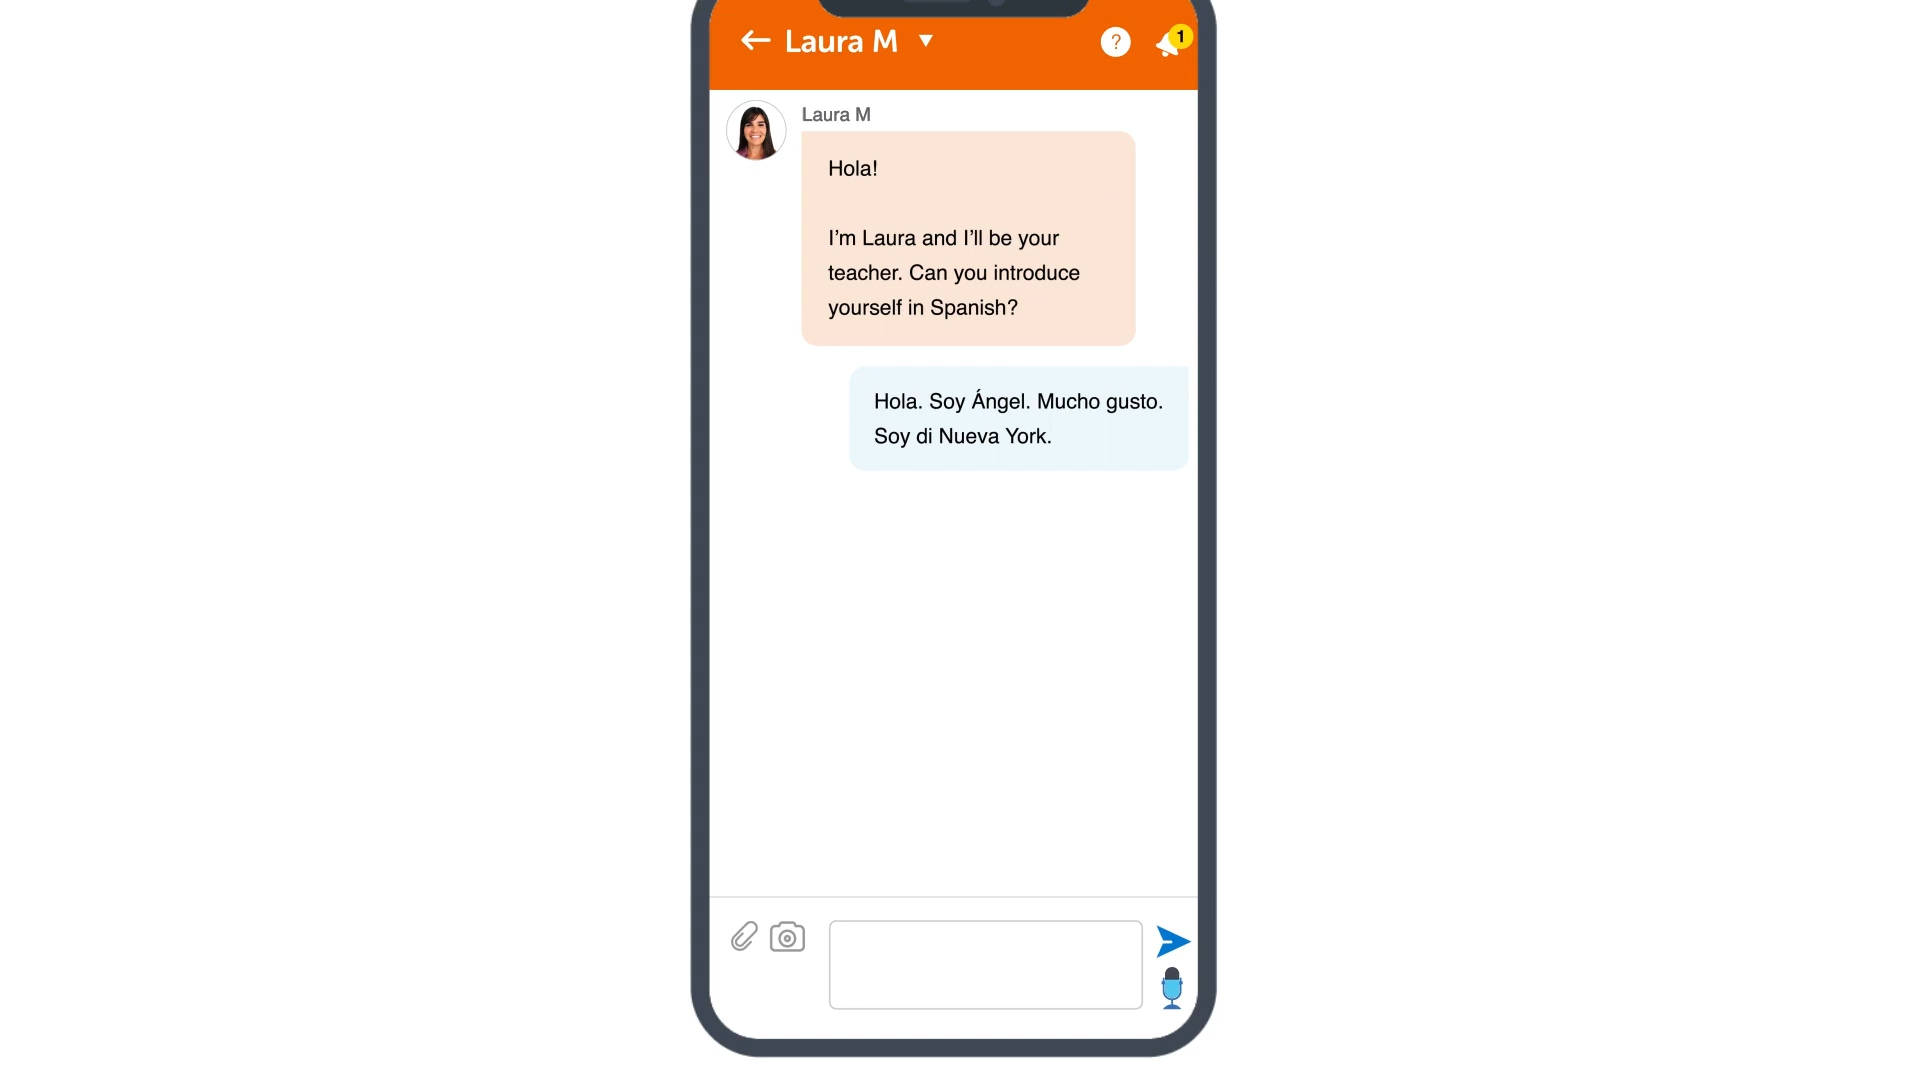 Laura M
?
1
Laura M
Hola!
I’m Laura and I’ll be your
teacher. Can you introduce
yourself in Spanish?
Hola. Soy Ángel. Mucho gusto.
Soy di Nueva York.